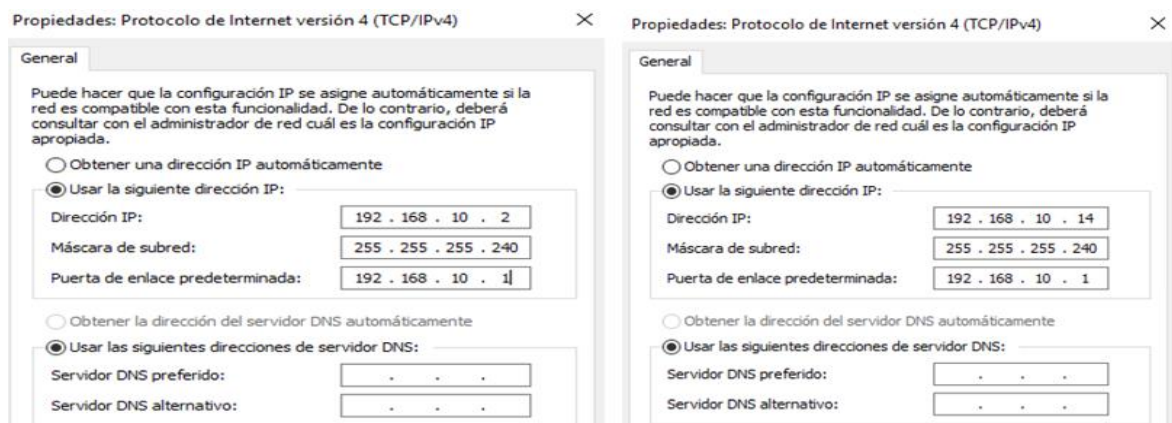 Propiedades: Protocolo de Internet versión 4 (TCP/IPv4)
General
Puede hacer que la configuración IP se asigne automáticamente si la
red es compatible con esta funcionalidad. De lo contrario, deberá
consultar con el administrador de red cuál es la configuración IP
apropiada.
Obtener una dirección IP automáticamente
Usar la siguiente dirección IP:
Dirección IP: 192 . 168 . 10 . 2
Máscara de subred: 255 . 255 . 255 . 240
Puerta de enlace predeterminada: 192 . 168 . 10 . 1
Obtener la dirección del servidor DNS automáticamente
Usar las siguientes direcciones de servidor DNS:
Servidor DNS preferido: . . .
Servidor DNS alternativo: . . .
Propiedades: Protocolo de Internet versión 4 (TCP/IPv4)
General
Puede hacer que la configuración IP se asigne automáticamente si la
red es compatible con esta funcionalidad. De lo contrario, deberá
consultar con el administrador de red cuál es la configuración IP
apropiada.
Obtener una dirección IP automáticamente
Usar la siguiente dirección IP:
Dirección IP: 192 . 168 . 10 . 14
Máscara de subred: 255 . 255 . 255 . 240
Puerta de enlace predeterminada: 192 . 168 . 10 . 1
Obtener la dirección del servidor DNS automáticamente
Usar las siguientes direcciones de servidor DNS:
Servidor DNS preferido: . . .
Servidor DNS alternativo: . . .